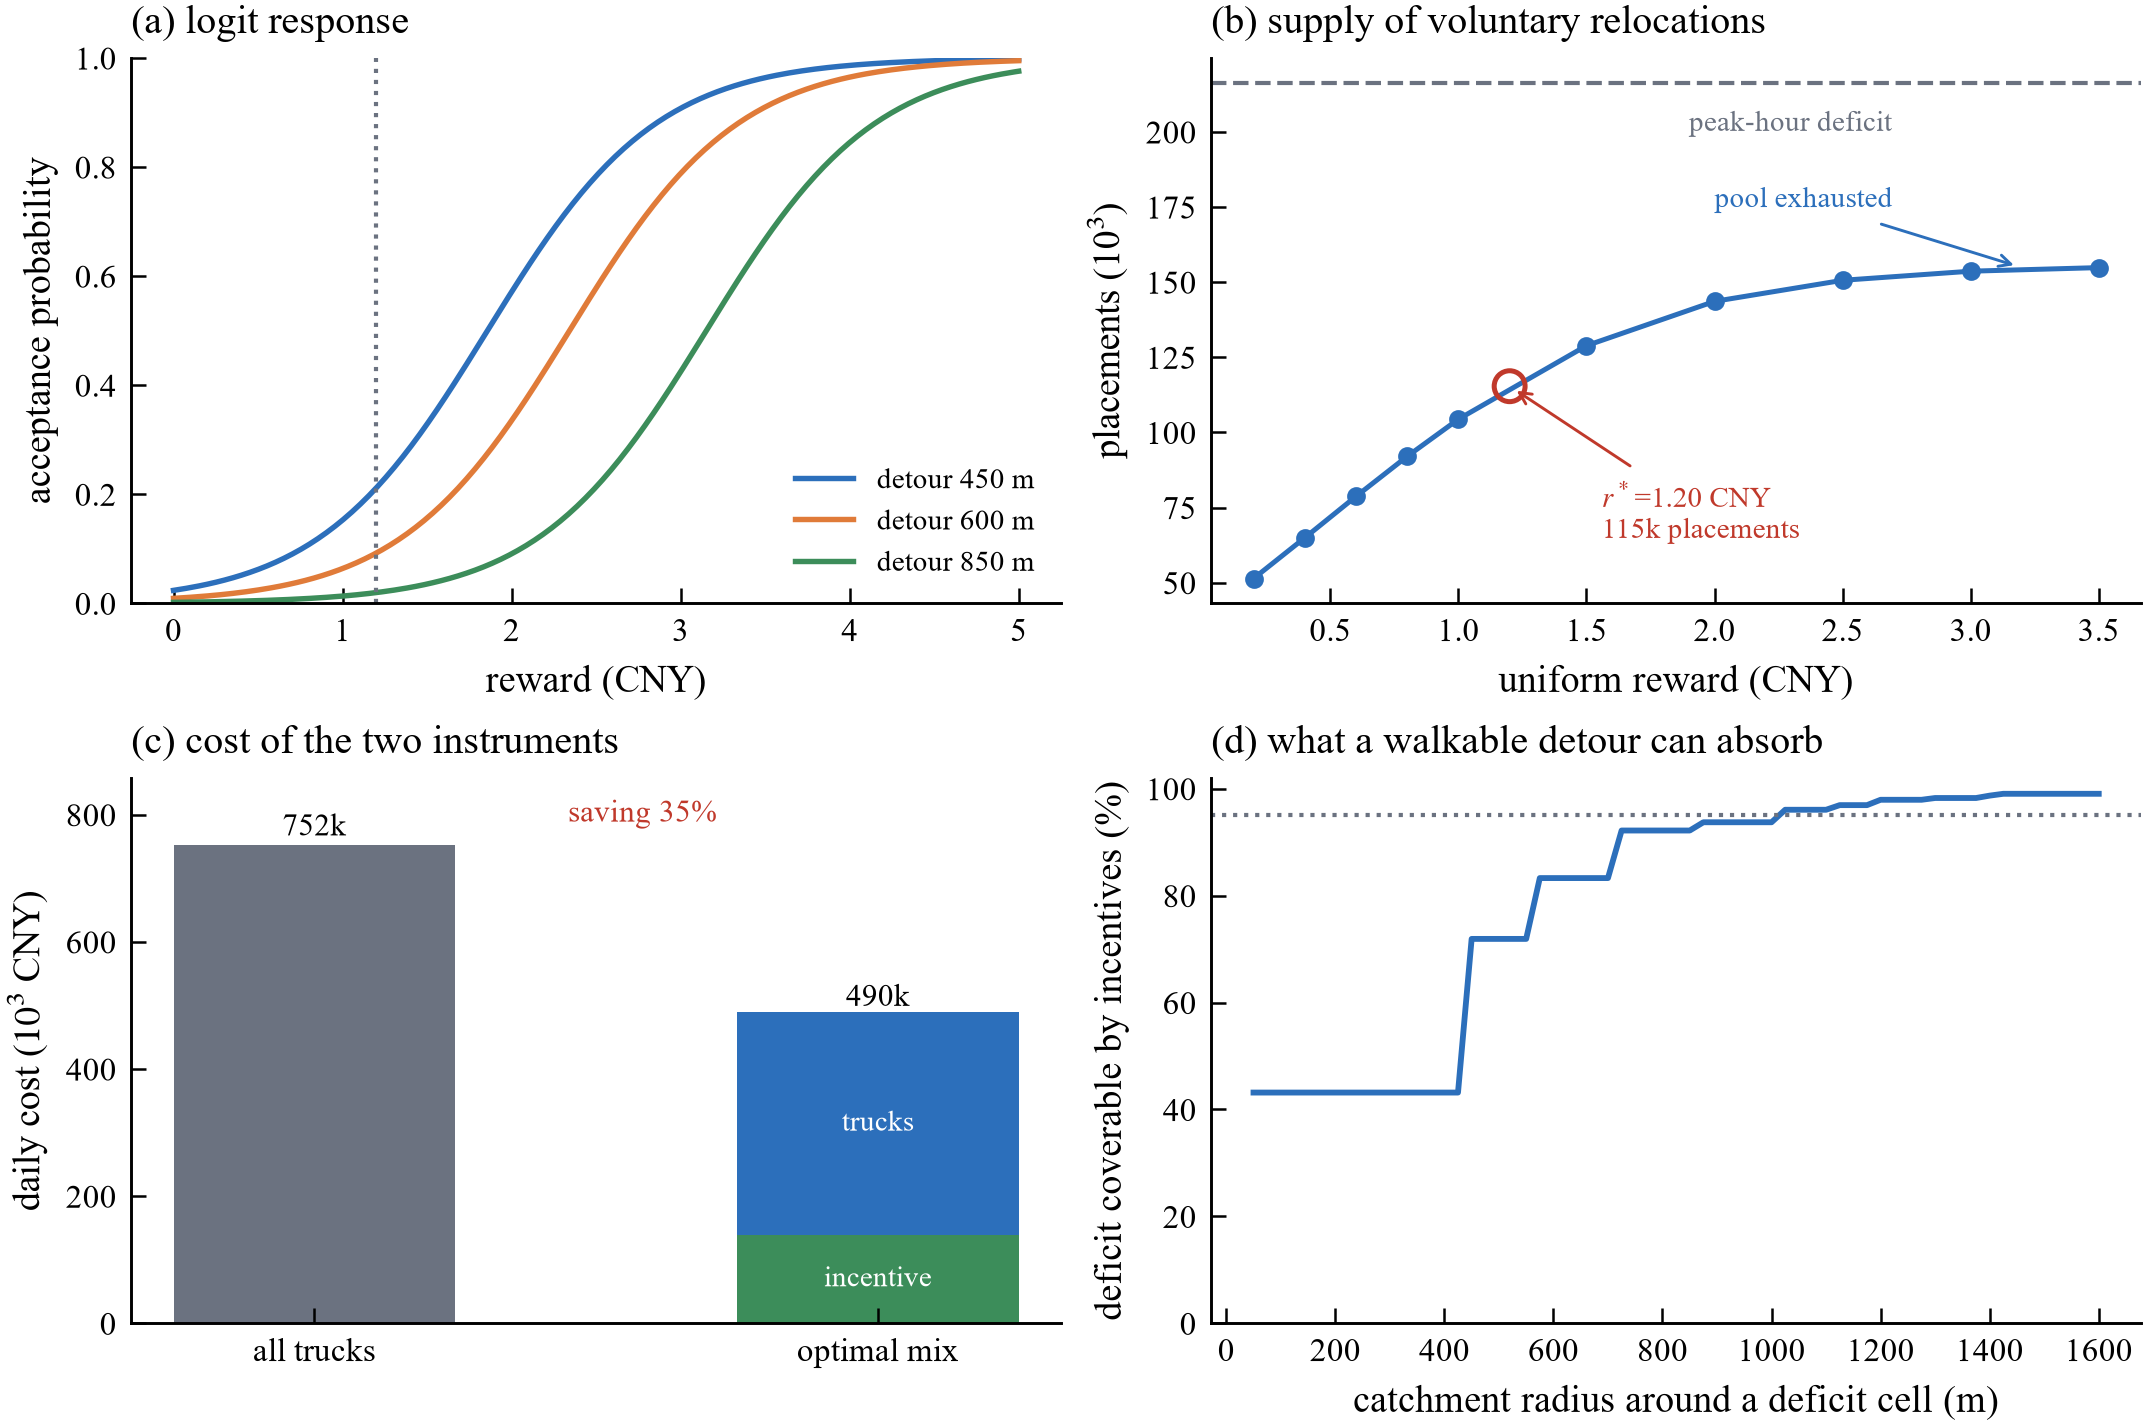 (a) logit response
acceptance probability
1.0
0.8
0.6
0.4
0.2
0.0
detour 450 m
detour 600 m
detour 850 m
0 1 2 3 4 5
reward (CNY)
(b) supply of voluntary relocations
placements (10³)
200
175
150
125
100
75
50
peak-hour deficit
pool exhausted
r*=1.20 CNY
115k placements
0.5 1.0 1.5 2.0 2.5 3.0 3.5
uniform reward (CNY)
(c) cost of the two instruments
daily cost (10³ CNY)
800
600
400
200
0
752k
saving 35%
490k
trucks
incentive
all trucks optimal mix
(d) what a walkable detour can absorb
deficit coverable by incentives (%)
100
80
60
40
20
0
0 200 400 600 800 1000 1200 1400 1600
catchment radius around a deficit cell (m)